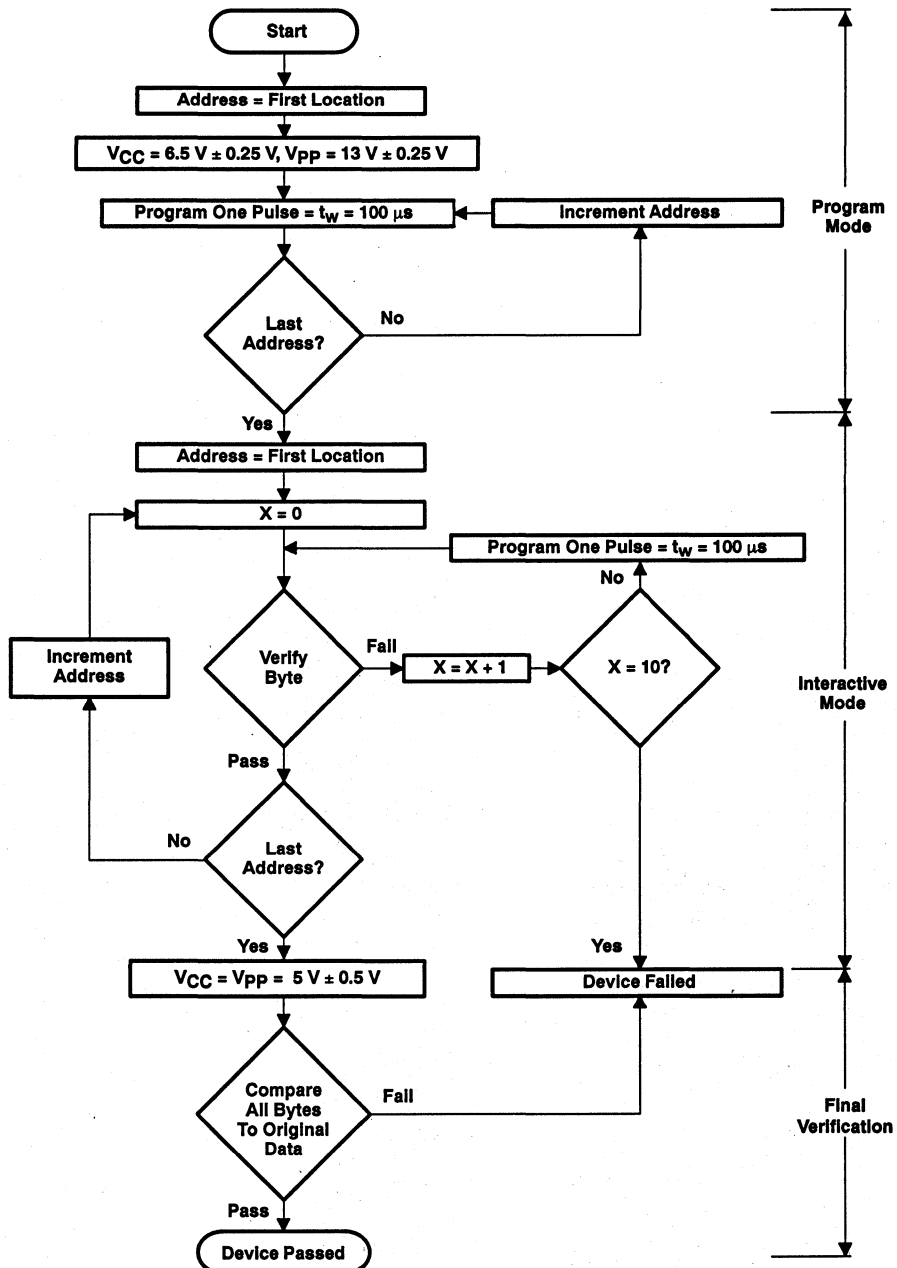 Start
Address = First Location
VCC = 6.5 V ± 0.25 V, VPP = 13 V ± 0.25 V
Program One Pulse = tw = 100 µs
Increment Address
Program
Mode
Last
Address?
No
Yes
Address = First Location
X = 0
Program One Pulse = tw = 100 µs
No
Increment
Address
Verify
Byte
Fail
X = X + 1
X = 10?
Interactive
Mode
Pass
No
Last
Address?
Yes
Yes
VCC = VPP = 5 V ± 0.5 V
Device Failed
Compare
All Bytes
To Original
Data
Fail
Final
Verification
Pass
Device Passed